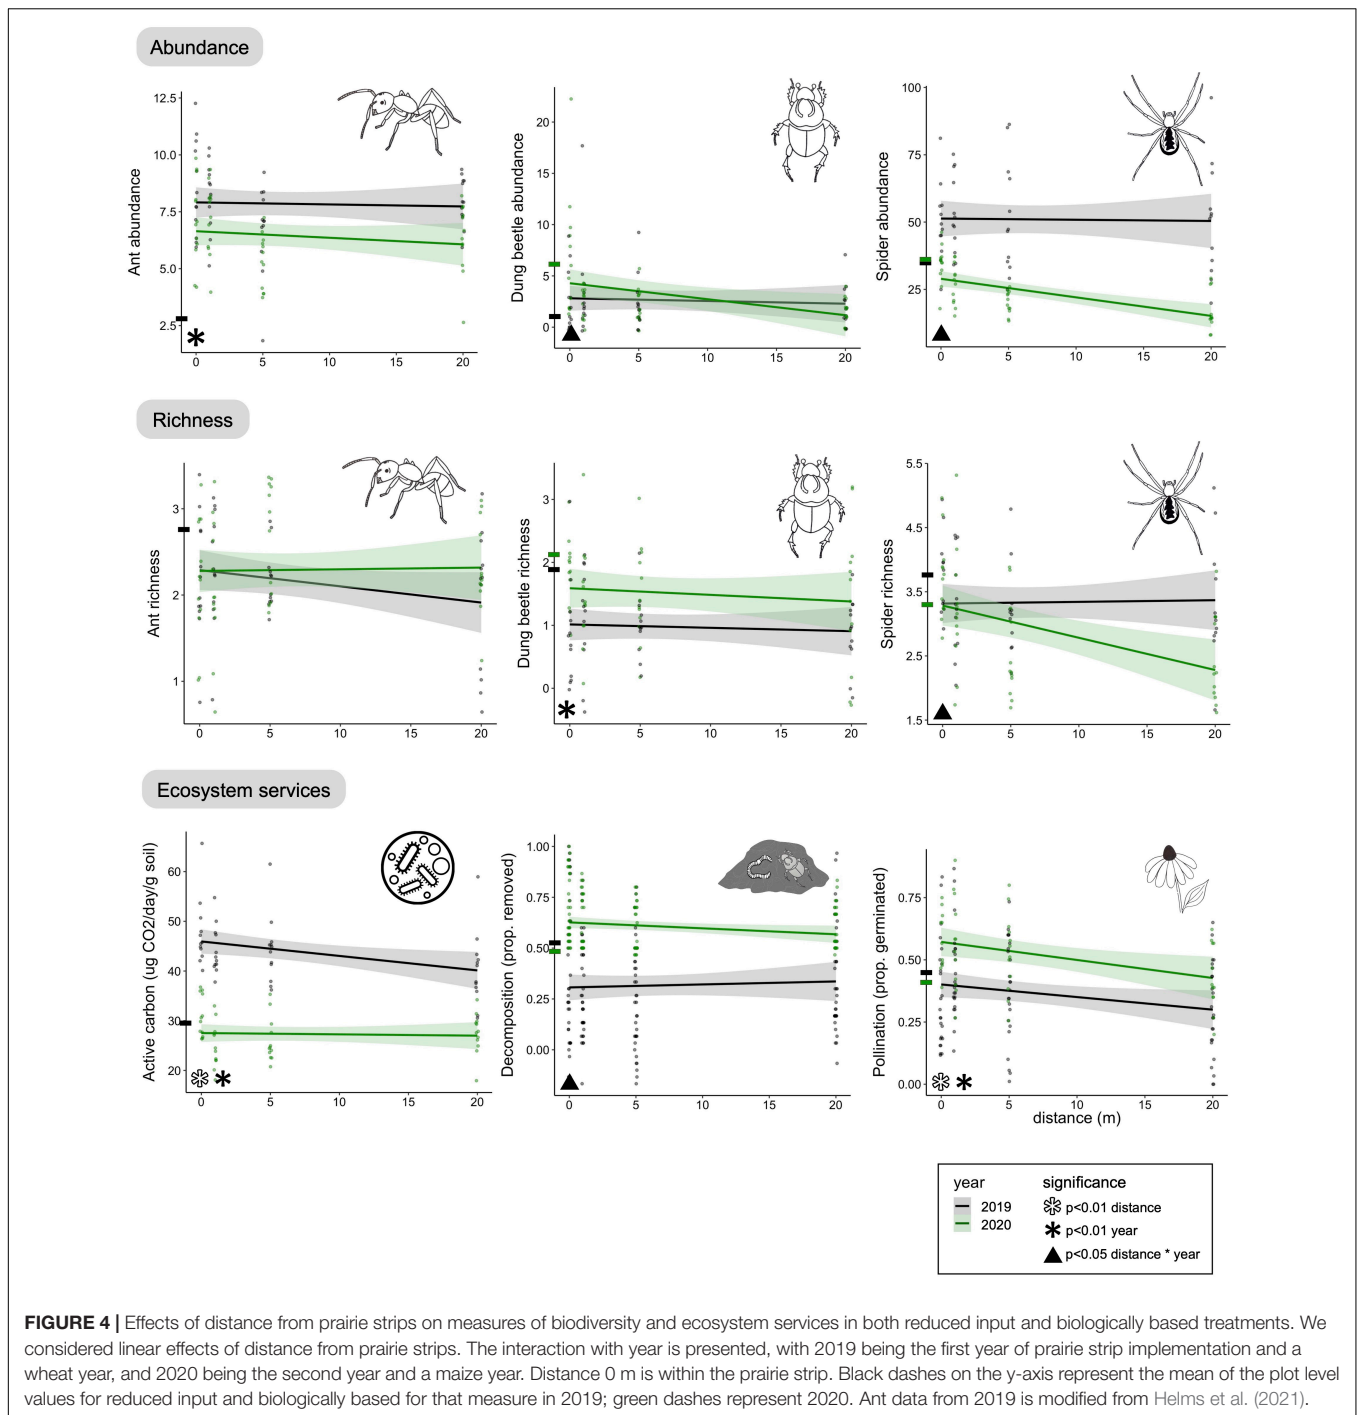 Abundance
Ant abundance
12.5
10.0
7.5
5.0
2.5
0 5 10 15 20
Dung beetle abundance
20
15
10
5
0
0 5 10 15 20
Spider abundance
100
75
50
25
0 5 10 15 20
Richness
Ant richness
3
2
1
0 5 10 15 20
Dung beetle richness
3
2
1
0
0 5 10 15 20
Spider richness
5.5
4.5
3.5
2.5
1.5
0 5 10 15 20
Ecosystem services
Active carbon (ug CO2/day/g soil)
60
50
40
30
20
0 5 10 15 20
Decomposition (prop. removed)
1.00
0.75
0.50
0.25
0.00
0 5 10 15 20
Pollination (prop. germinated)
0.75
0.50
0.25
0.00
0 5 10 15 20
distance (m)
year
2019
2020
significance
p<0.01 distance
p<0.01 year
p<0.05 distance * year
FIGURE 4 | Effects of distance from prairie strips on measures of biodiversity and ecosystem services in both reduced input and biologically based treatments. We
considered linear effects of distance from prairie strips. The interaction with year is presented, with 2019 being the first year of prairie strip implementation and a
wheat year, and 2020 being the second year and a maize year. Distance 0 m is within the prairie strip. Black dashes on the y-axis represent the mean of the plot level
values for reduced input and biologically based for that measure in 2019; green dashes represent 2020. Ant data from 2019 is modified from Helms et al. (2021).